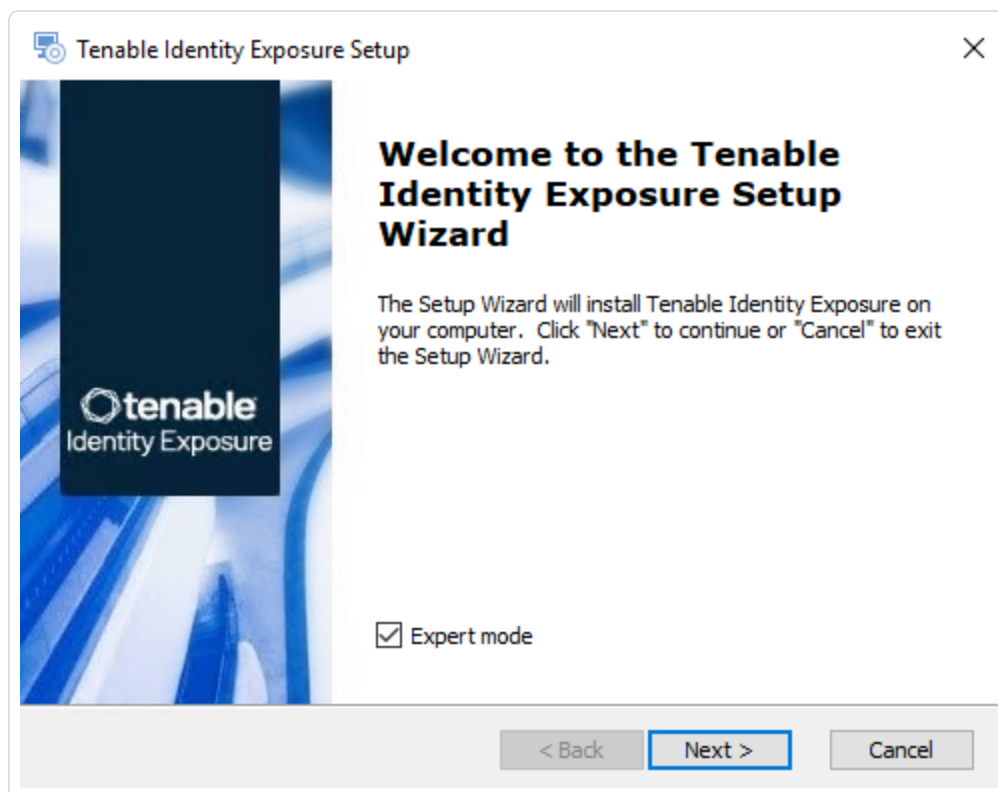 Tenable Identity Exposure Setup
Welcome to the Tenable
Identity Exposure Setup
Wizard
The Setup Wizard will install Tenable Identity Exposure on
your computer.  Click "Next" to continue or "Cancel" to exit
the Setup Wizard.
tenable
Identity Exposure
Expert mode
< Back
Next >
Cancel